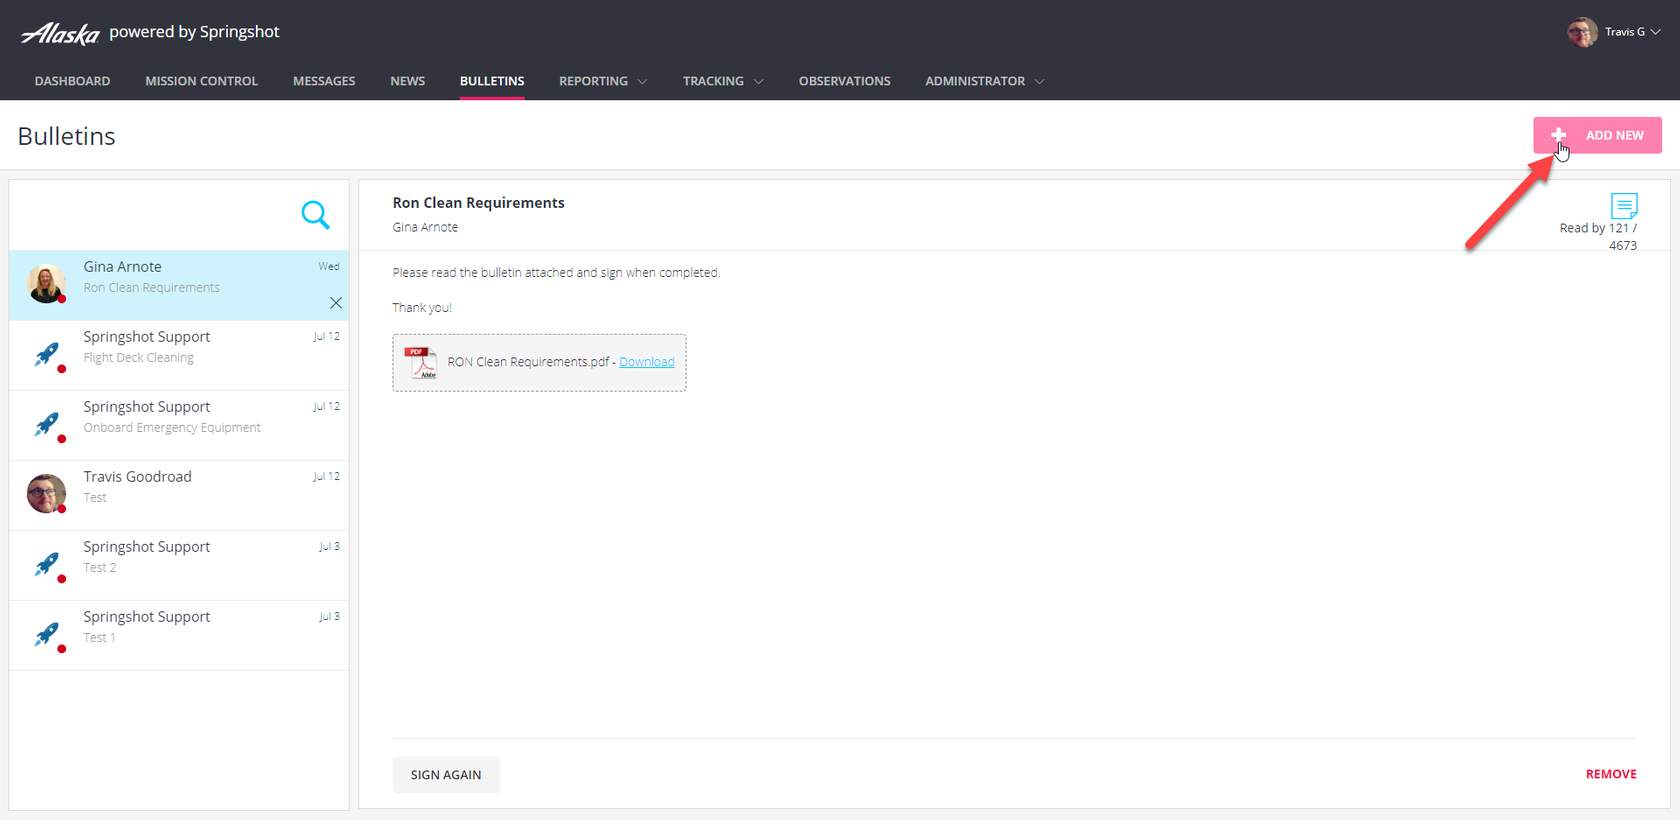 Alaska powered by Springshot
Travis G
DASHBOARD MISSION CONTROL MESSAGES NEWS BULLETINS REPORTING TRACKING OBSERVATIONS ADMINISTRATOR
Bulletins
ADD NEW
Gina Arnote Wed
Ron Clean Requirements
Springshot Support Jul 12
Flight Deck Cleaning
Springshot Support Jul 12
Onboard Emergency Equipment
Travis Goodroad Jul 12
Test
Springshot Support Jul 3
Test 2
Springshot Support Jul 3
Test 1
Ron Clean Requirements
Gina Arnote
Read by 121 /
4673
Please read the bulletin attached and sign when completed.
Thank you!
PDF
Adobe
RON Clean Requirements.pdf - Download
SIGN AGAIN
REMOVE